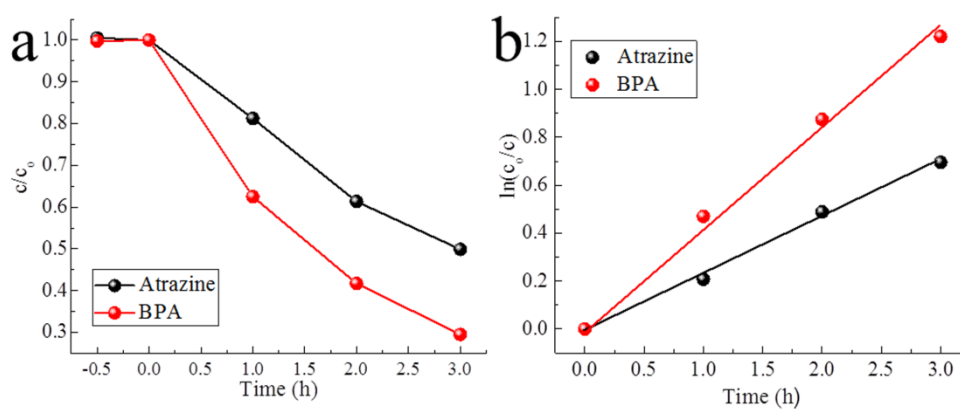 a
1.0
0.9
0.8
0.7
0.6
0.5
0.4
0.3
c/c₀
Atrazine
BPA
-0.5 0.0 0.5 1.0 1.5 2.0 2.5 3.0
Time (h)
b
1.2
1.0
0.8
0.6
0.4
0.2
0.0
ln(c₀/c)
Atrazine
BPA
0.0 0.5 1.0 1.5 2.0 2.5 3.0
Time (h)